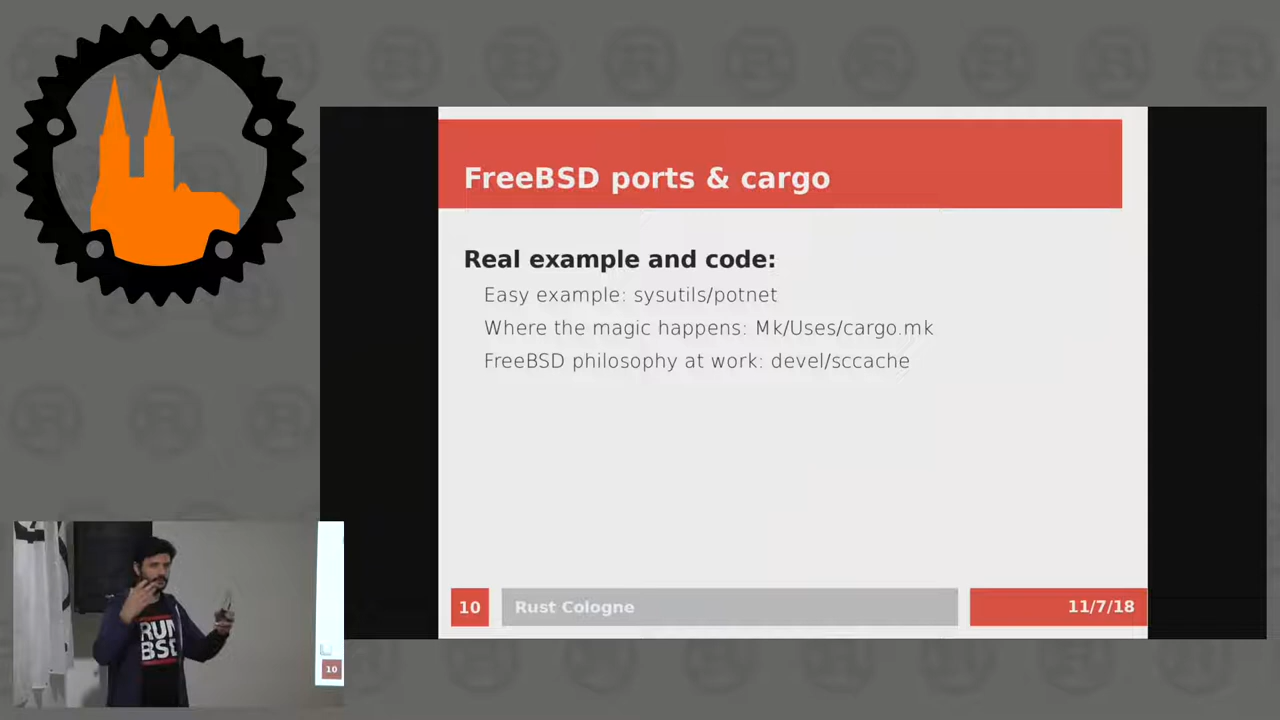 FreeBSD ports & cargo
Real example and code:
Easy example: sysutils/potnet
Where the magic happens: Mk/Uses/cargo.mk
FreeBSD philosophy at work: devel/sccache
10
Rust Cologne
11/7/18
RUN
BSD
10